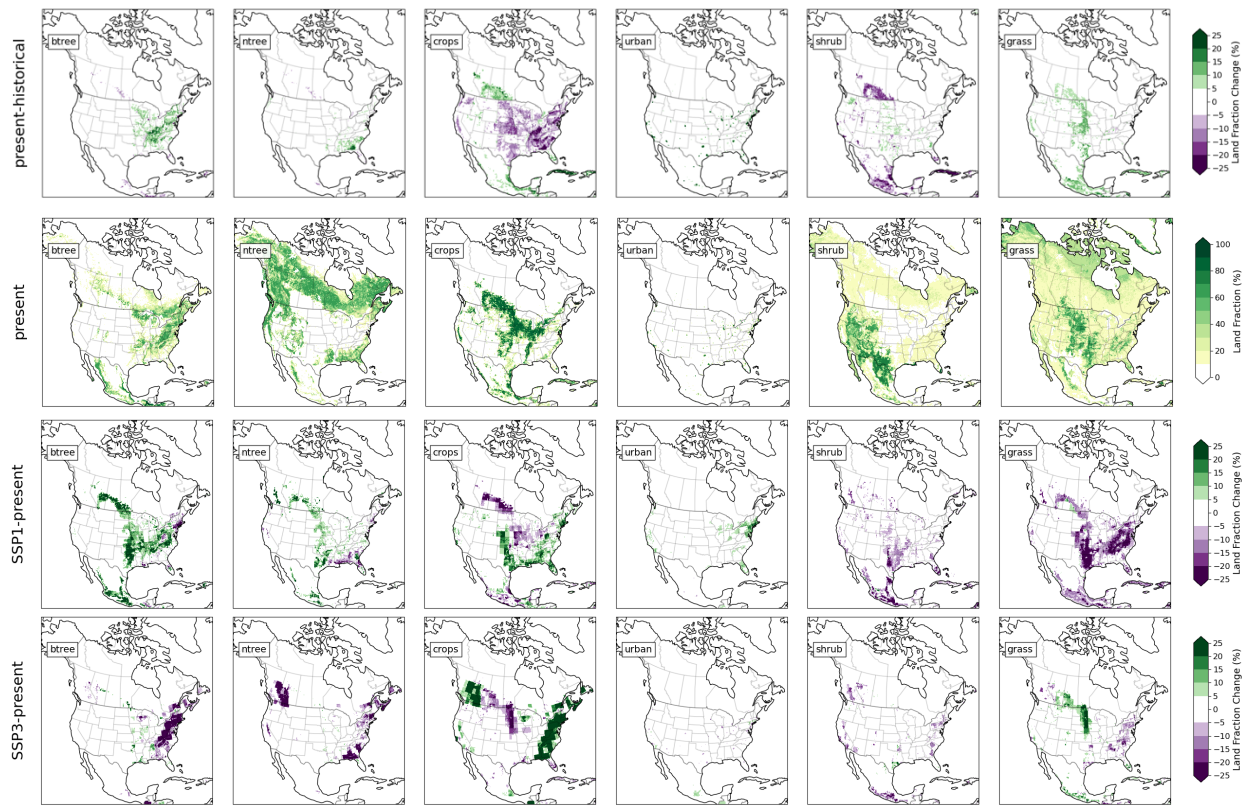 present-historical
btree
ntree
crops
urban
shrub
grass
25
20
15
10
5
0
−5
−10
−15
−20
−25
Land Fraction Change (%)
present
btree
ntree
crops
urban
shrub
grass
100
80
60
40
20
0
Land Fraction (%)
SSP1-present
btree
ntree
crops
urban
shrub
grass
25
20
15
10
5
0
−5
−10
−15
−20
−25
Land Fraction Change (%)
SSP3-present
btree
ntree
crops
urban
shrub
grass
25
20
15
10
5
0
−5
−10
−15
−20
−25
Land Fraction Change (%)